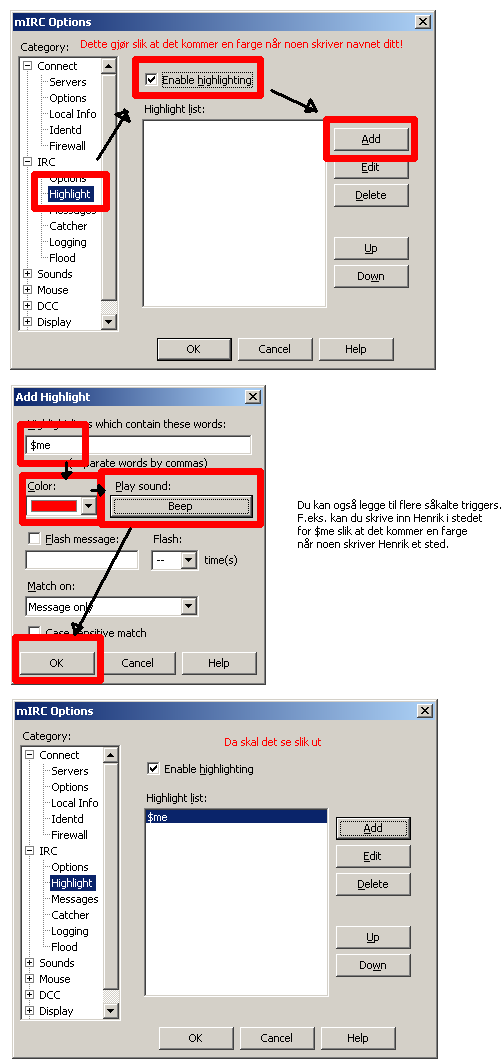 mIRC Options
Category:
Dette gjør slik at det kommer en farge når noen skriver navnet ditt!
Connect
Servers
Options
Local Info
Identd
Firewall
IRC
Options
Highlight
Messages
Catcher
Logging
Flood
Sounds
Mouse
DCC
Display
Enable highlighting
Highlight list:
Add
Edit
Delete
Up
Down
OK
Cancel
Help
Add Highlight
which contain these words:
$me
words by commas)
Color:
Play sound:
Beep
Flash message:
Flash:
--
time(s)
Match on:
Message only
Case sensitive match
OK
Cancel
Help
Du kan også legge til flere såkalte triggers.
F.eks. kan du skrive inn Henrik i stedet
for $me slik at det kommer en farge
når noen skriver Henrik et sted.
mIRC Options
Category:
Da skal det se slik ut
Connect
Servers
Options
Local Info
Identd
Firewall
IRC
Options
Highlight
Messages
Catcher
Logging
Flood
Sounds
Mouse
DCC
Display
Enable highlighting
Highlight list:
$me
Add
Edit
Delete
Up
Down
OK
Cancel
Help